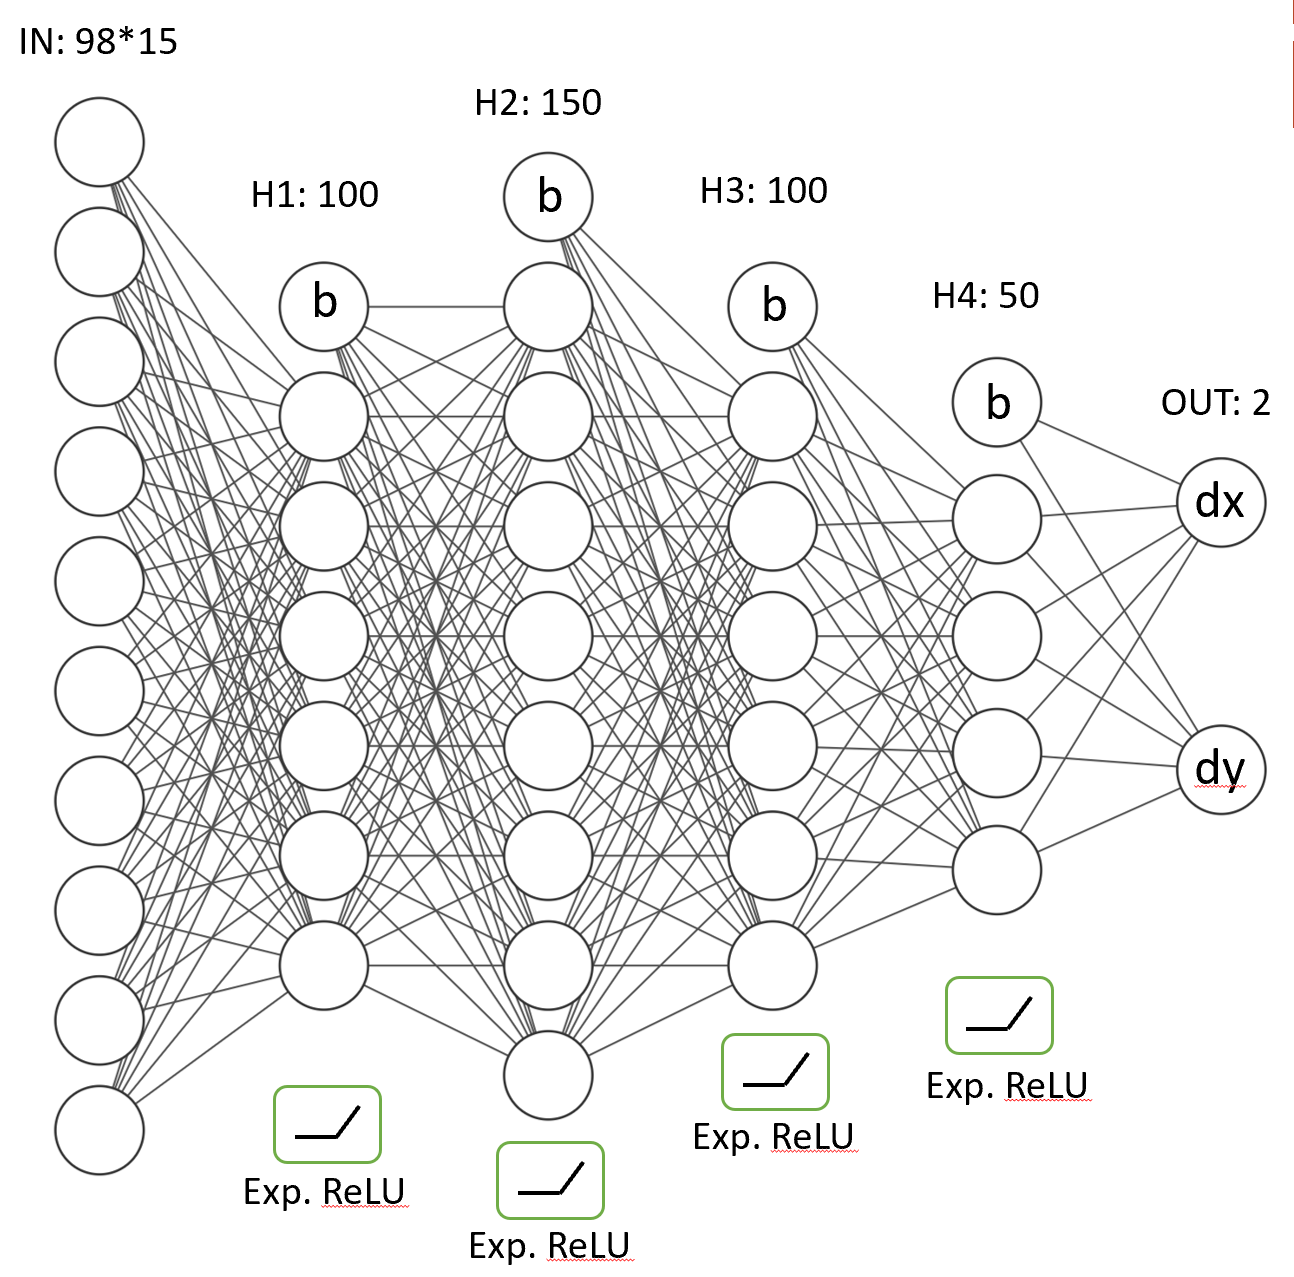 IN: 98*15
H2: 150
H1: 100
H3: 100
b
b
b
H4: 50
b
OUT: 2
dx
dy
Exp. ReLU
Exp. ReLU
Exp. ReLU
Exp. ReLU